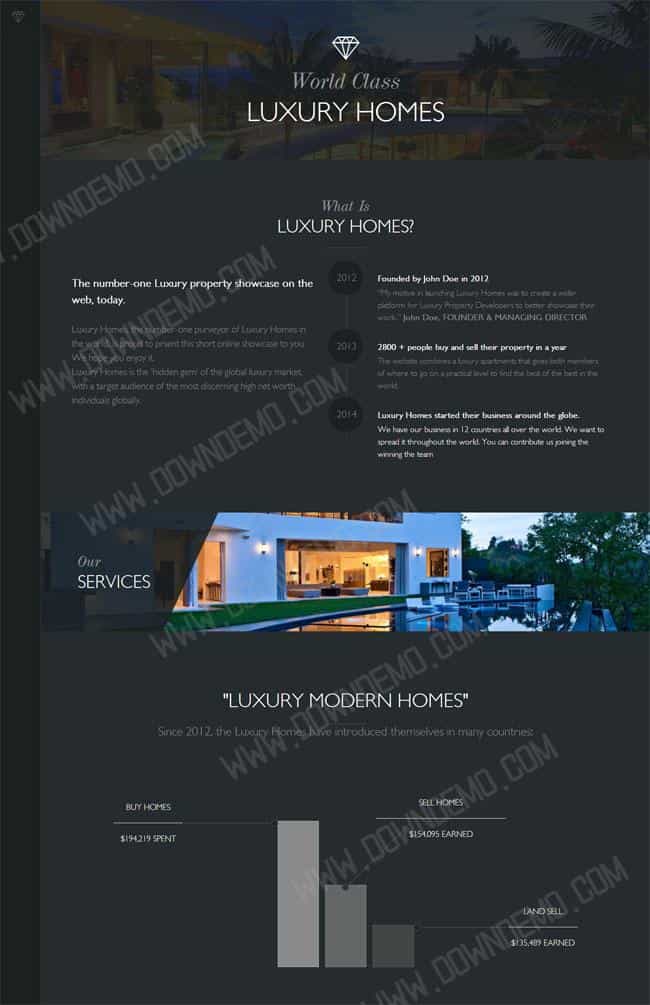 World Class
LUXURY HOMES
What Is
LUXURY HOMES?
The number-one Luxury property showcase on the
web, today.
Luxury Homes, the number-one purveyor of Luxury Homes in
the world, is proud to prsent this short online showcase to you.
We hope you enjoy it.
Luxury Homes is the 'hidden gem' of the global luxury market,
with a target audience of the most discerning high net worth
individuals globally.
2012
Founded by John Doe in 2012
"My motive in launching Luxury Homes was to create a wider
platform for Luxury Property Developers to better showcase their
work..." John Doe, FOUNDER & MANAGING DIRECTOR
2013
2800 + people buy and sell their property in a year
The website combines a luxury apartments that gives both members
of where to go on a practical level to find the best of the best in the
world.
2014
Luxury Homes started their business around the globe.
We have our business in 12 countries all over the world. We want to
spread it throughout the world. You can contribute us joining the
winning the team
Our
SERVICES
"LUXURY MODERN HOMES"
Since 2012, the Luxury Homes have introduced themselves in many countries:
BUY HOMES
$194,219 SPENT
SELL HOMES
$154,095 EARNED
LAND SELL
$135,489 EARNED
WWW.DOWNDEMO.COM
WWW.DOWNDEMO.COM
WWW.DOWNDEMO.COM
WWW.DOWNDEMO.COM
WWW.DOWNDEMO.COM
WWW.DOWNDEMO.COM
WWW.DOWNDEMO.COM